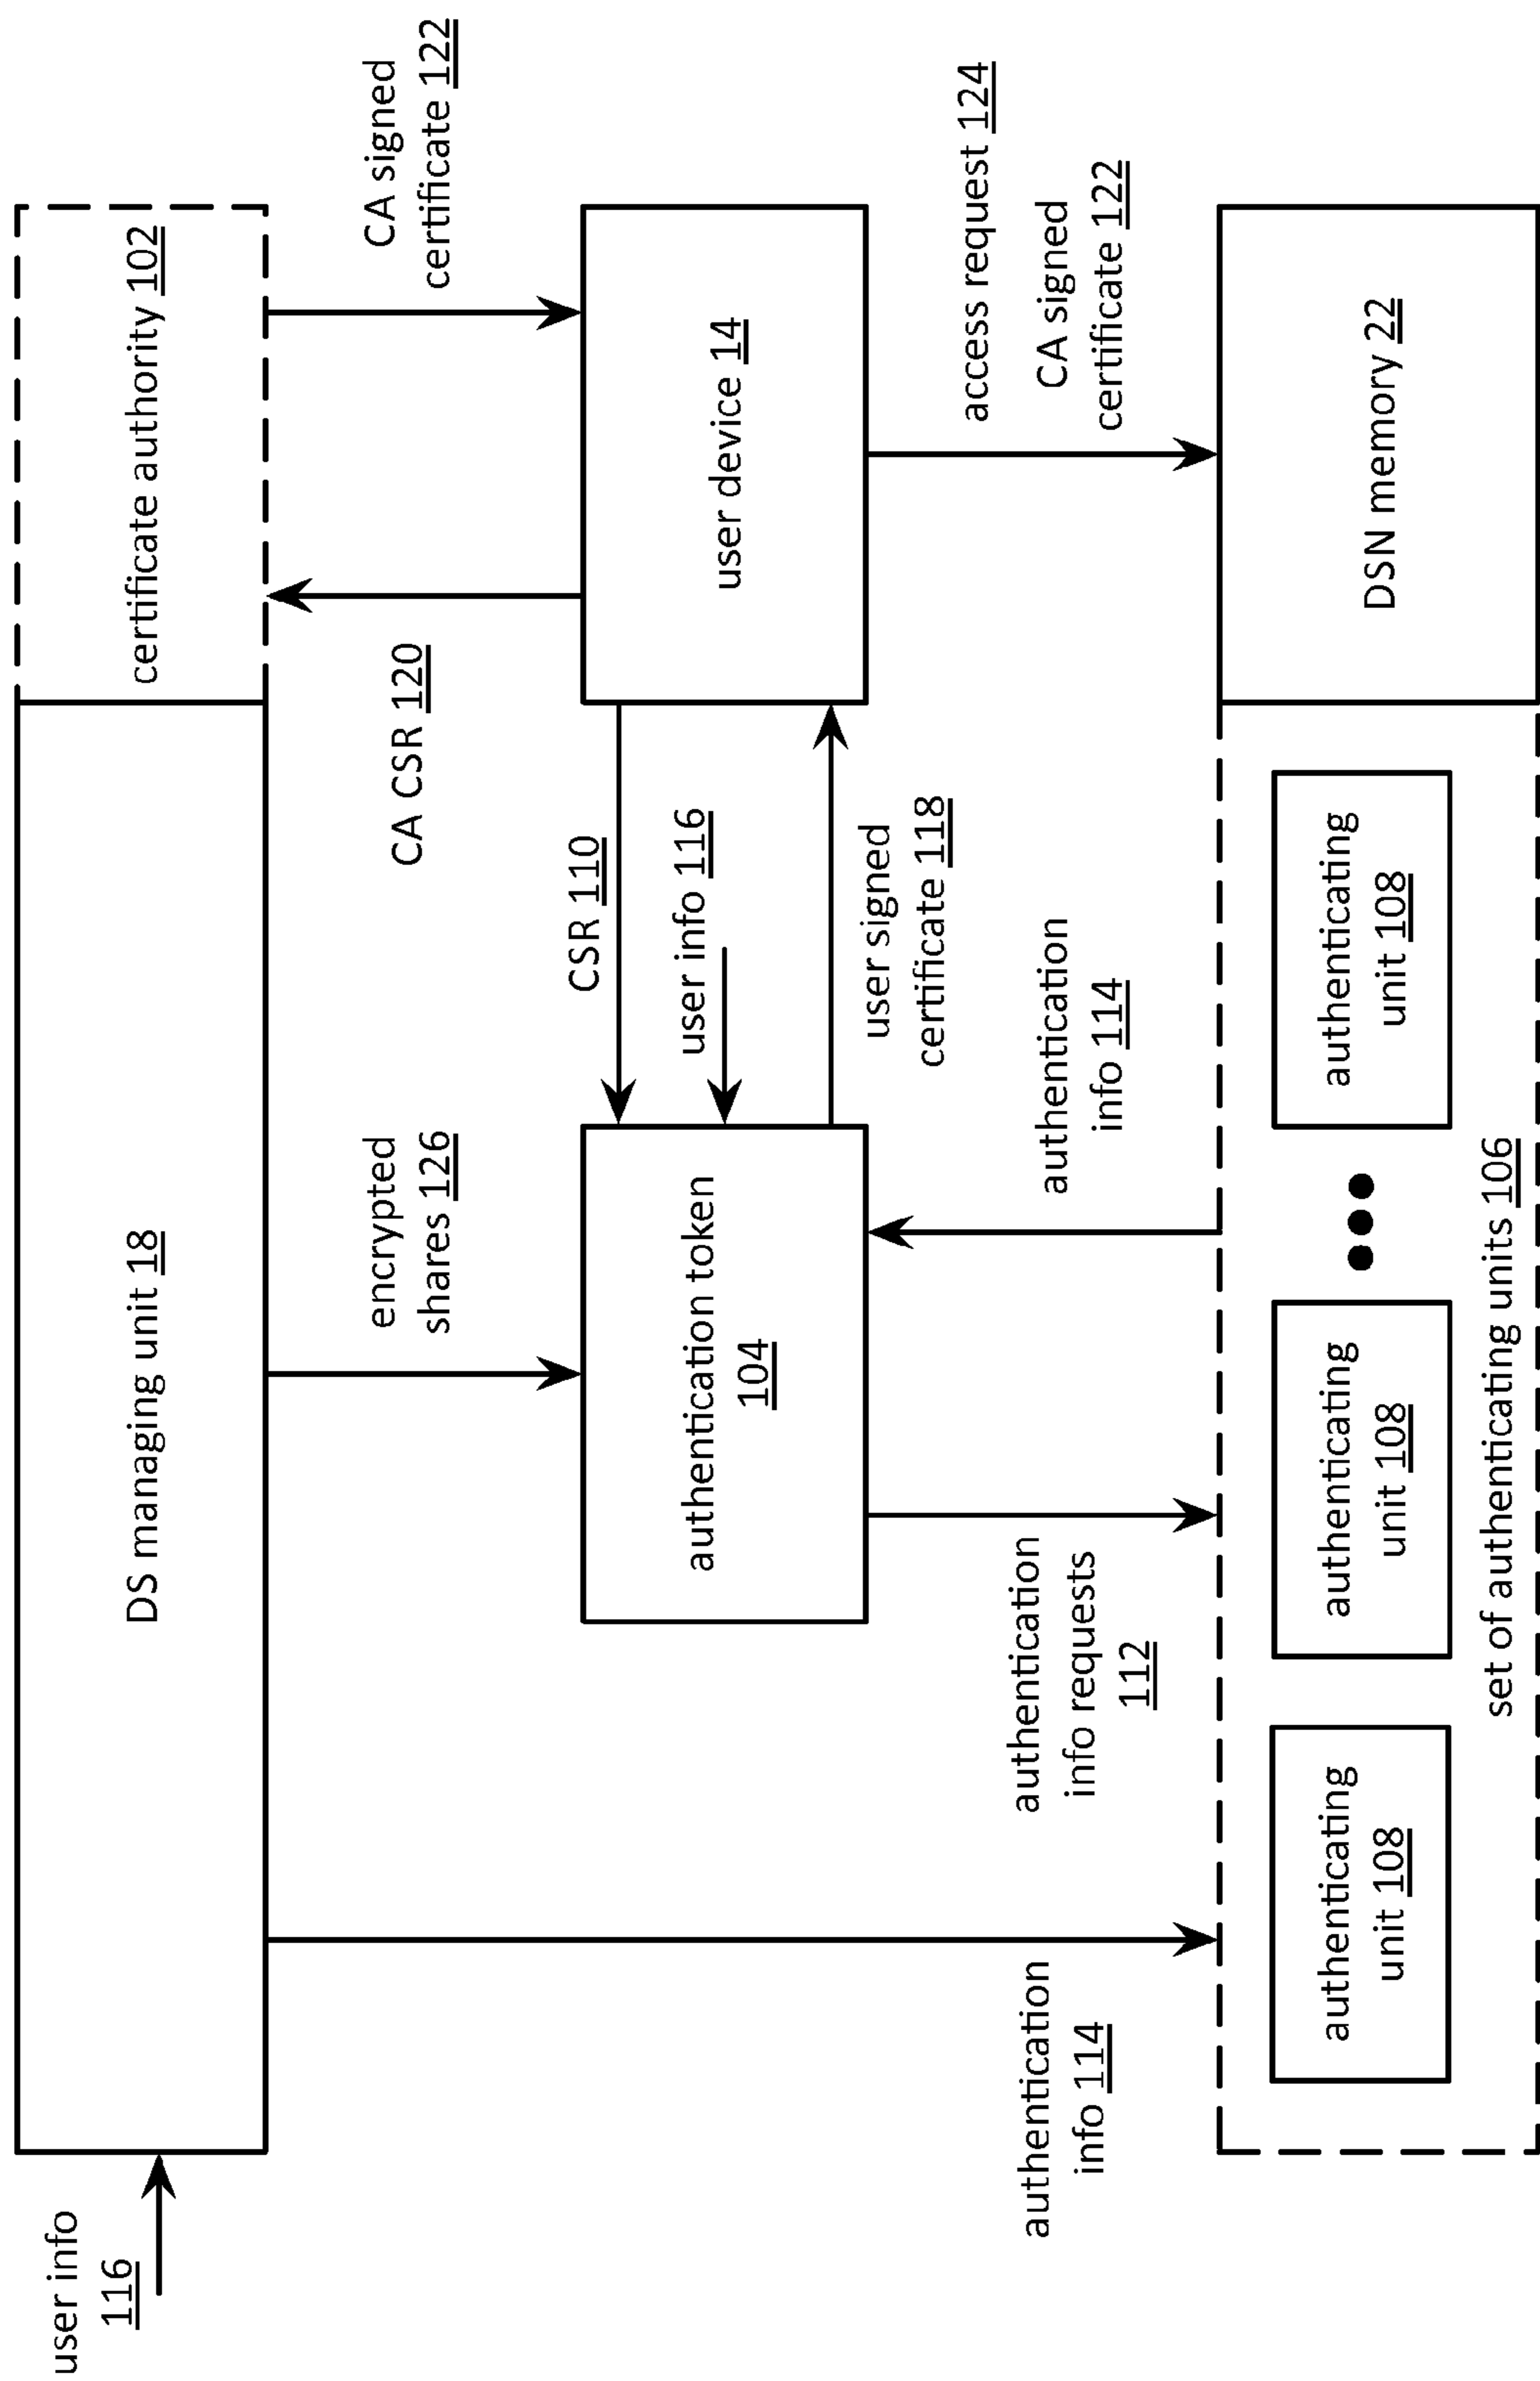 user info
116
DS managing unit 18
certificate authority 102
encrypted
shares 126
CA CSR 120
CA signed
certificate 122
authentication token
104
CSR 110
user info 116
user signed
certificate 118
user device 14
authentication
info 114
authentication
info requests
112
authentication
info 114
access request 124
CA signed
certificate 122
authenticating
unit 108
authenticating
unit 108
authenticating
unit 108
set of authenticating units 106
DSN memory 22